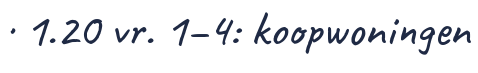 · 1.20 vr. 1–4: koopwoningen